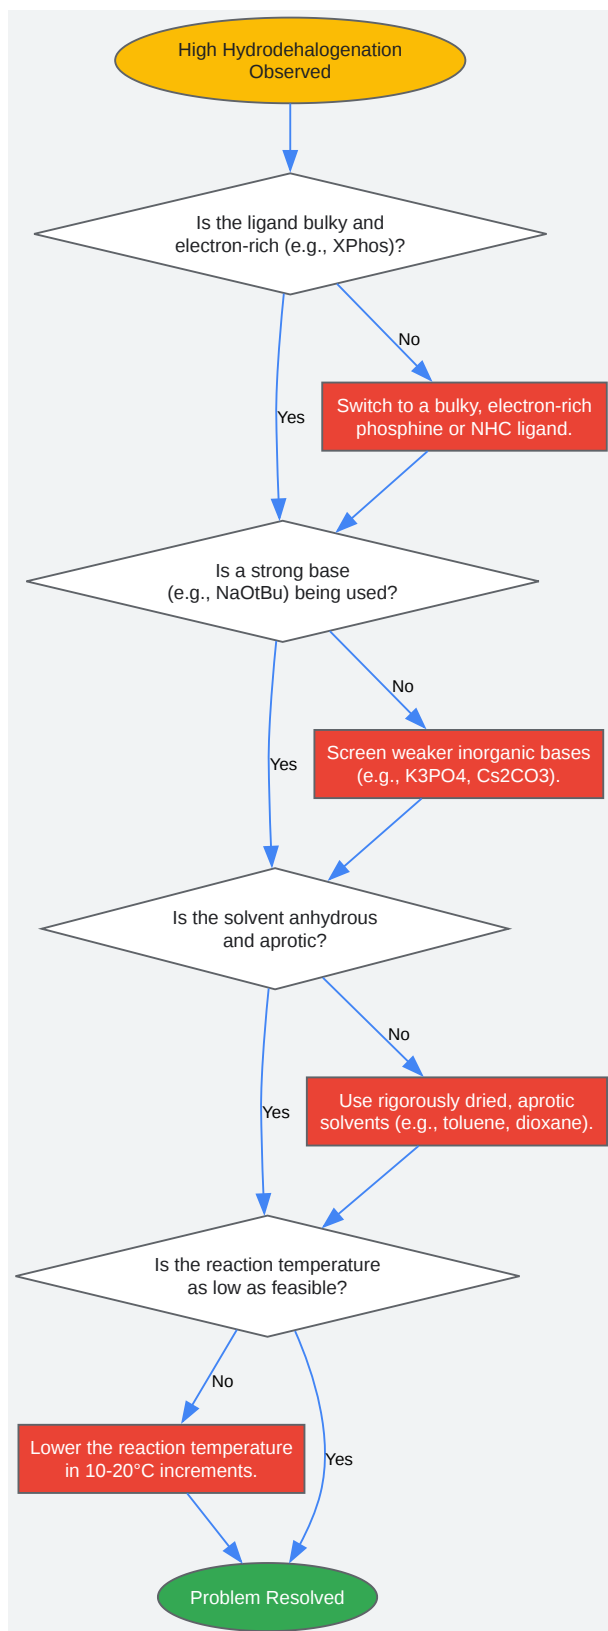 High Hydrodehalogenation
Observed
Is the ligand bulky and
electron-rich (e.g., XPhos)?
No
Yes
Switch to a bulky, electron-rich
phosphine or NHC ligand.
Is a strong base
(e.g., NaOtBu) being used?
No
Yes
Screen weaker inorganic bases
(e.g., K3PO4, Cs2CO3).
Is the solvent anhydrous
and aprotic?
No
Yes
Use rigorously dried, aprotic
solvents (e.g., toluene, dioxane).
Is the reaction temperature
as low as feasible?
No
Yes
Lower the reaction temperature
in 10-20°C increments.
Problem Resolved